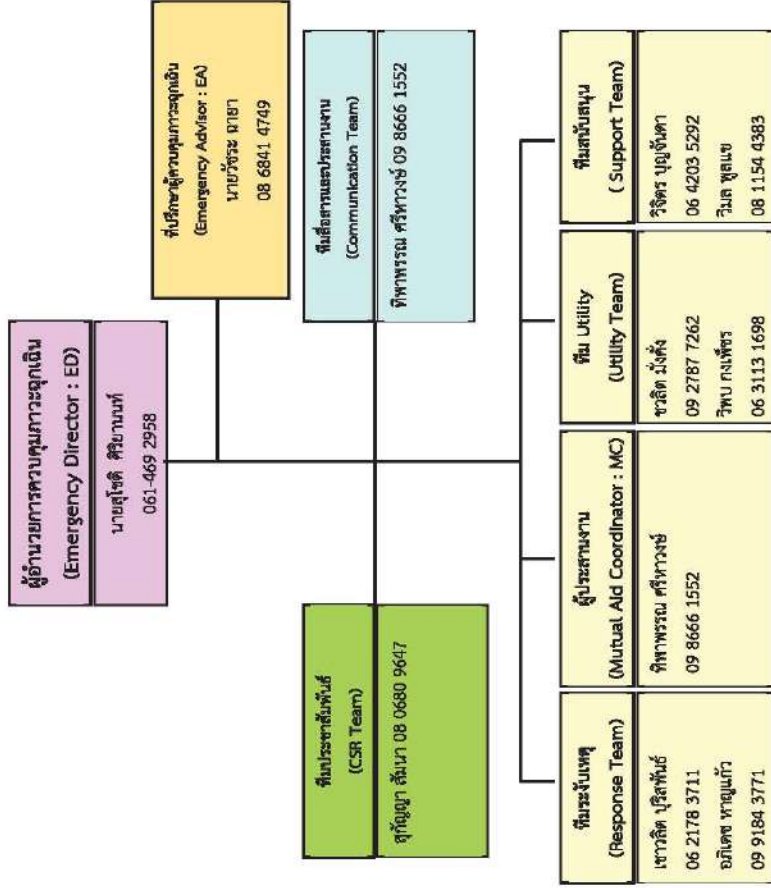 ผู้อำนวยการควบคุมภาวะฉุกเฉิน
(Emergency Director : ED)
นายสุโชติ ศิริยานนท์
061-469 2958
ที่ปรึกษาผู้ควบคุมภาวะฉุกเฉิน
(Emergency Advisor : EA)
นายวัชระ ฉายา
08 6841 4749
ทีมประชาสัมพันธ์
(CSR Team)
สุกัญญา สัมนา 08 0680 9647
ทีมสื่อสารและประสานงาน
(Communication Team)
ทิพาพรรณ ศรีหาวงษ์ 09 8666 1552
ทีมระงับเหตุ
(Response Team)
เชาวลิต ปุริสพันธ์
06 2178 3711
อภิเดช หาญแก้ว
09 9184 3771
ผู้ประสานงาน
(Mutual Aid Coordinator : MC)
ทิพาพรรณ ศรีหาวงษ์
09 8666 1552
ทีม Utility
(Utility Team)
ชวลิต มั่งคั่ง
09 2787 7262
วิพบ กงเพ็ชร
06 3113 1698
ทีมสนับสนุน
( Support Team)
วิจิตร บุญจันดา
06 4203 5292
วิมล พูลแข
08 1154 4383